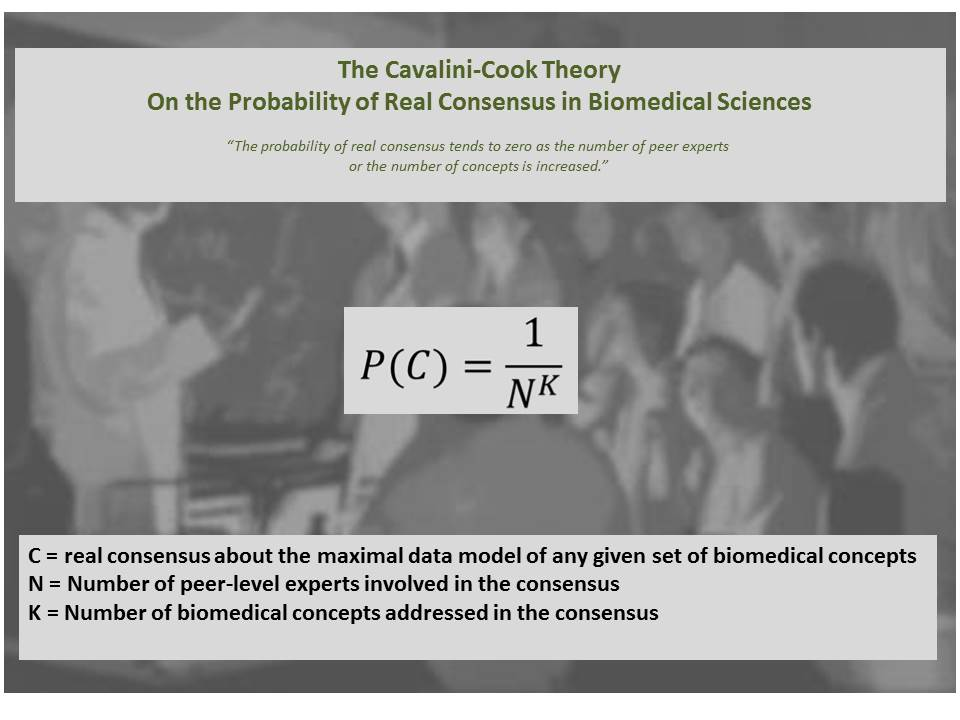 The Cavalini-Cook Theory
On the Probability of Real Consensus in Biomedical Sciences
“The probability of real consensus tends to zero as the number of peer experts
or the number of concepts is increased.”
P(C) = 1/N^K
C = real consensus about the maximal data model of any given set of biomedical concepts
N = Number of peer-level experts involved in the consensus
K = Number of biomedical concepts addressed in the consensus